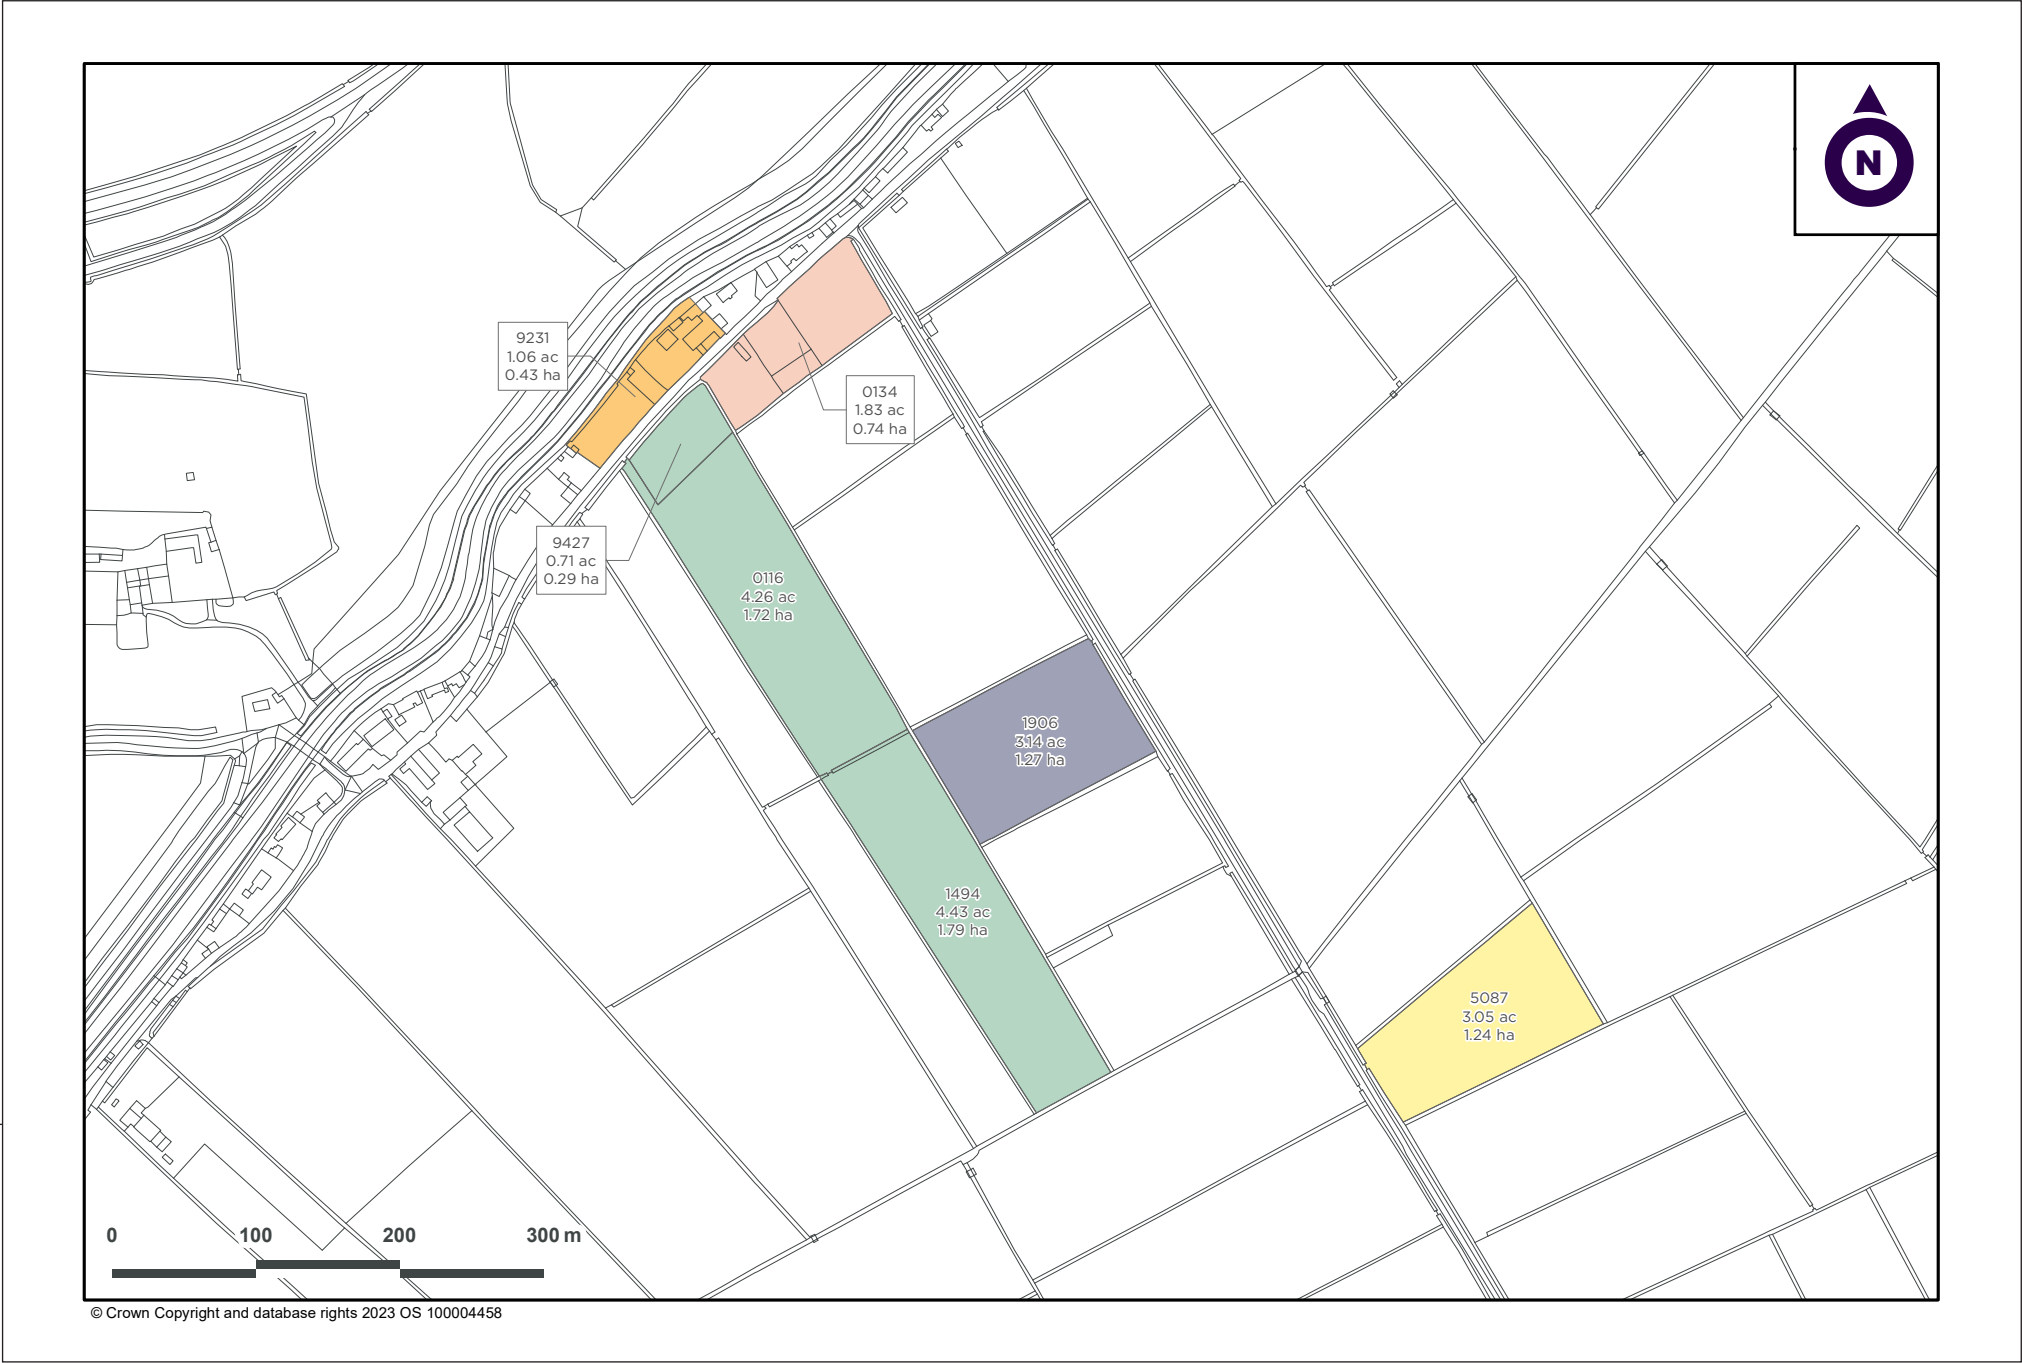 N
9231
1.06 ac
0.43 ha
0134
1.83 ac
0.74 ha
9427
0.71 ac
0.29 ha
0116
4.26 ac
1.72 ha
1906
3.14 ac
1.27 ha
1494
4.43 ac
1.79 ha
5087
3.05 ac
1.24 ha
0 100 200 300 m
© Crown Copyright and database rights 2023 OS 100004458